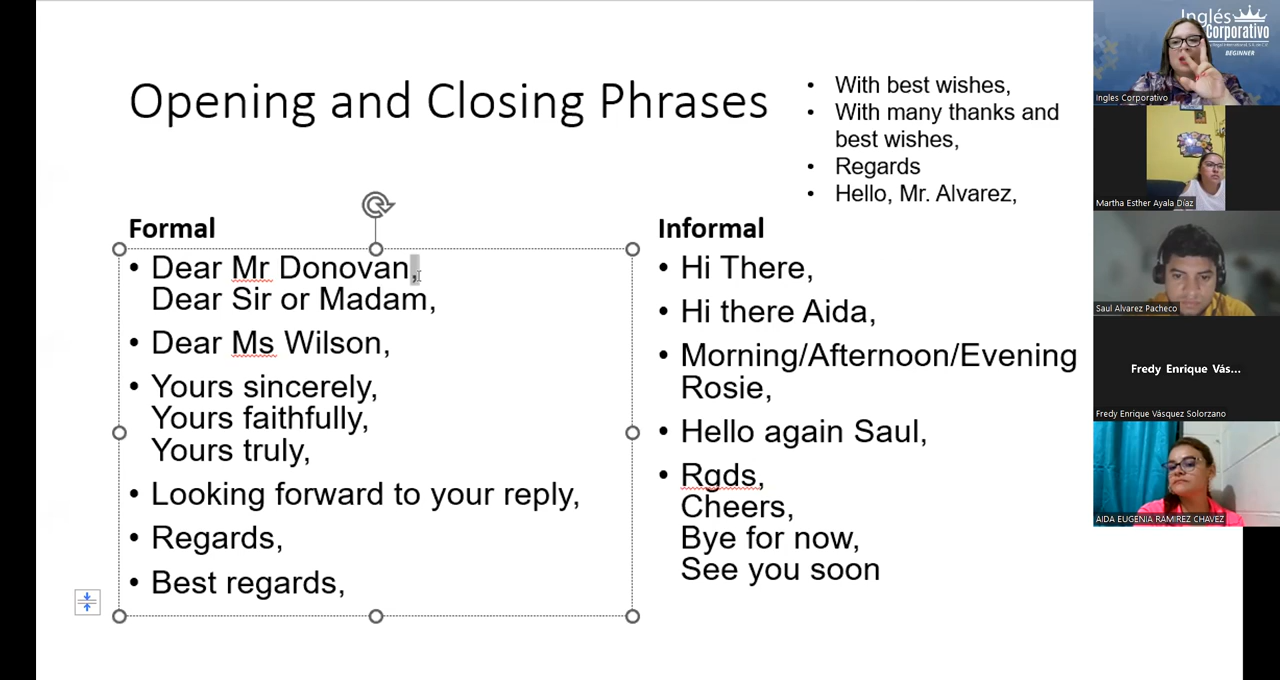 Opening and Closing Phrases
• With best wishes,
• With many thanks and
best wishes,
• Regards
• Hello, Mr. Alvarez,
Formal
• Dear Mr Donovan,
Dear Sir or Madam,
• Dear Ms Wilson,
• Yours sincerely,
Yours faithfully,
Yours truly,
• Looking forward to your reply,
• Regards,
• Best regards,
Informal
• Hi There,
• Hi there Aida,
• Morning/Afternoon/Evening
Rosie,
• Hello again Saul,
• Rgds,
Cheers,
Bye for now,
See you soon
Inglés
Corporativo
BEGINNER
Ingles Corporativo
Martha Esther Ayala Díaz
Saul Alvarez Pacheco
Fredy Enrique Vás...
Fredy Enrique Vásquez Solorzano
AIDA EUGENIA RAMIREZ CHAVEZ